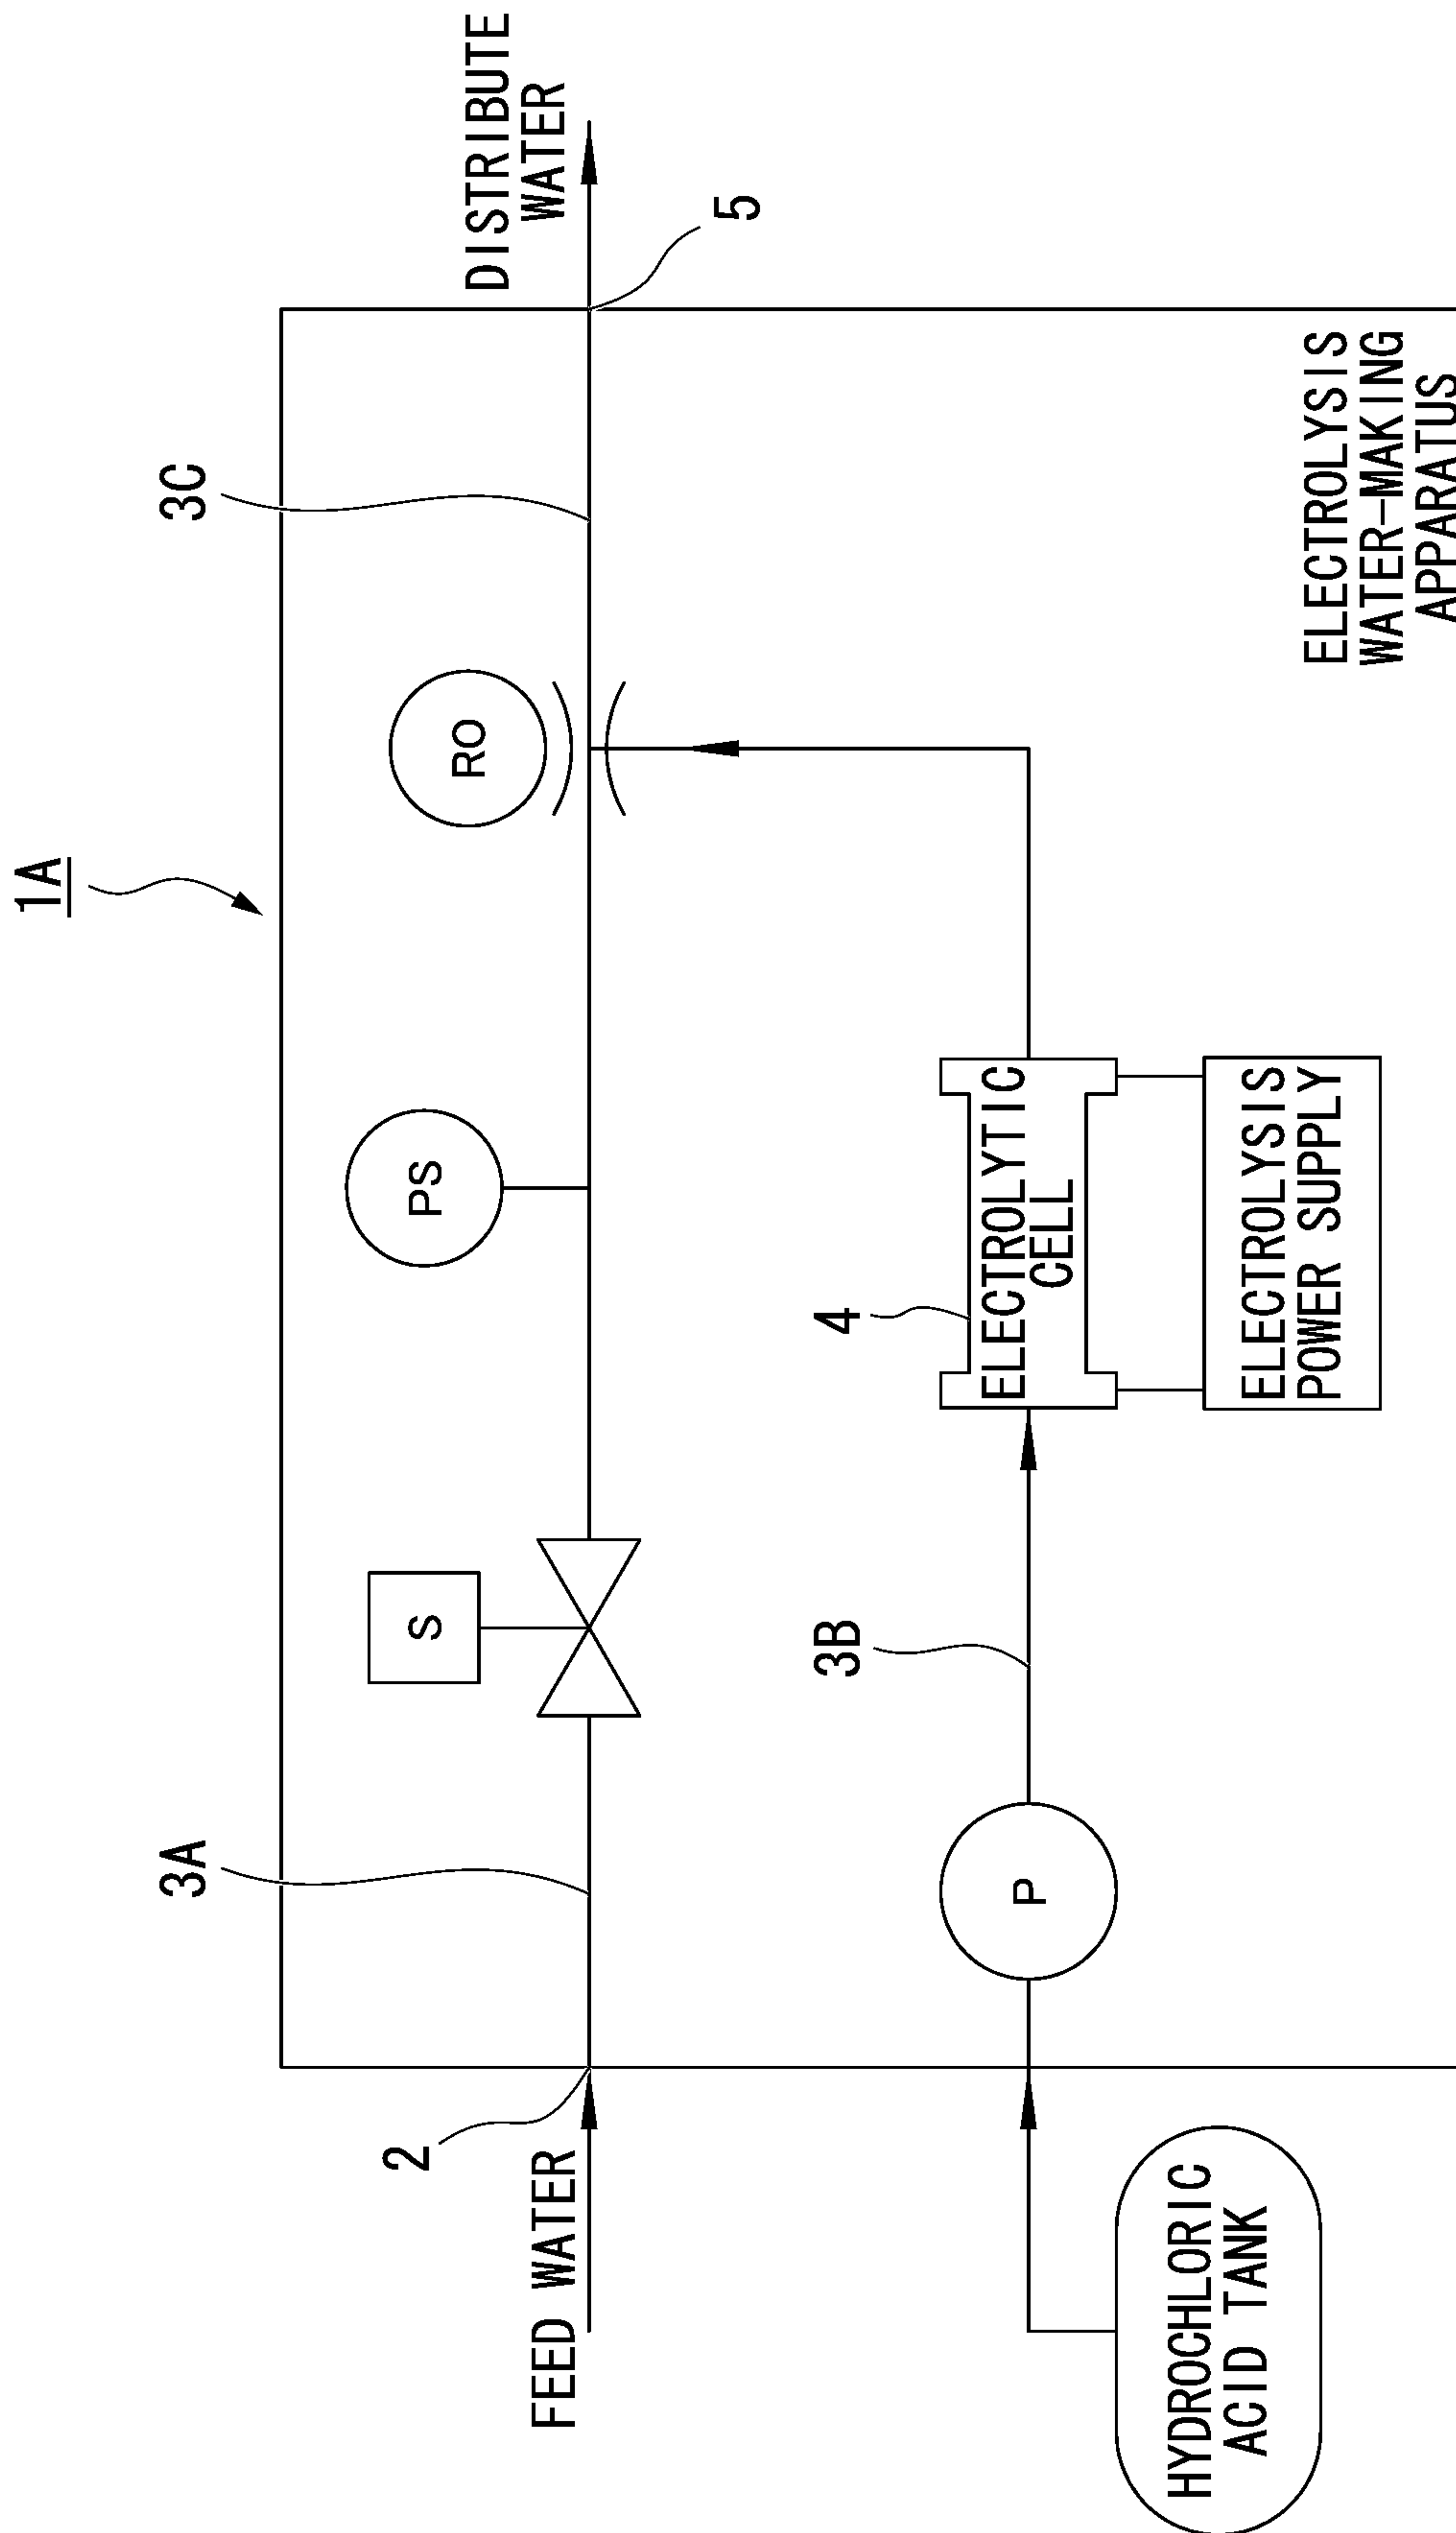 1A
3A
3C
S
PS
RO
DISTRIBUTE
WATER
2
FEED WATER
5
3B
4
P
ELECTROLYTIC
CELL
ELECTROLYSIS
POWER SUPPLY
HYDROCHLORIC
ACID TANK
ELECTROLYSIS
WATER-MAKING
APPARATUS